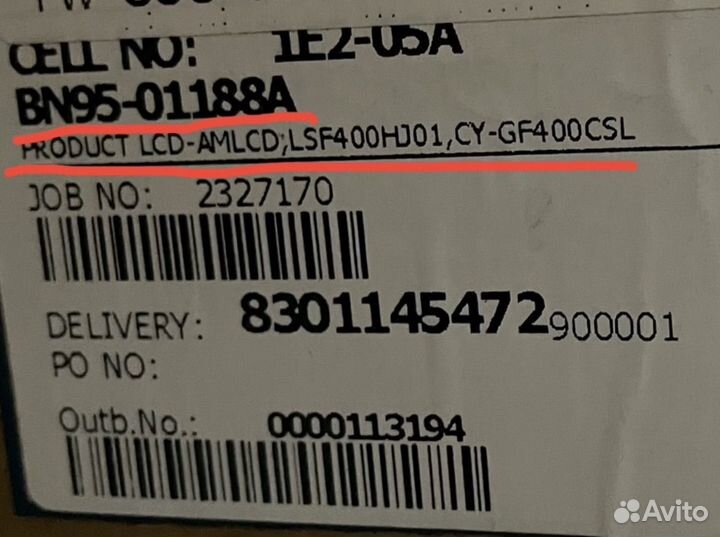 CELL NO: 1E2-05A
BN95-01188A
PRODUCT LCD-AMLCD;LSF400HJ01,CY-GF400CSL
JOB NO: 2327170
DELIVERY: 8301145472900001
PO NO:
Outb.No.: 0000113194
Avito